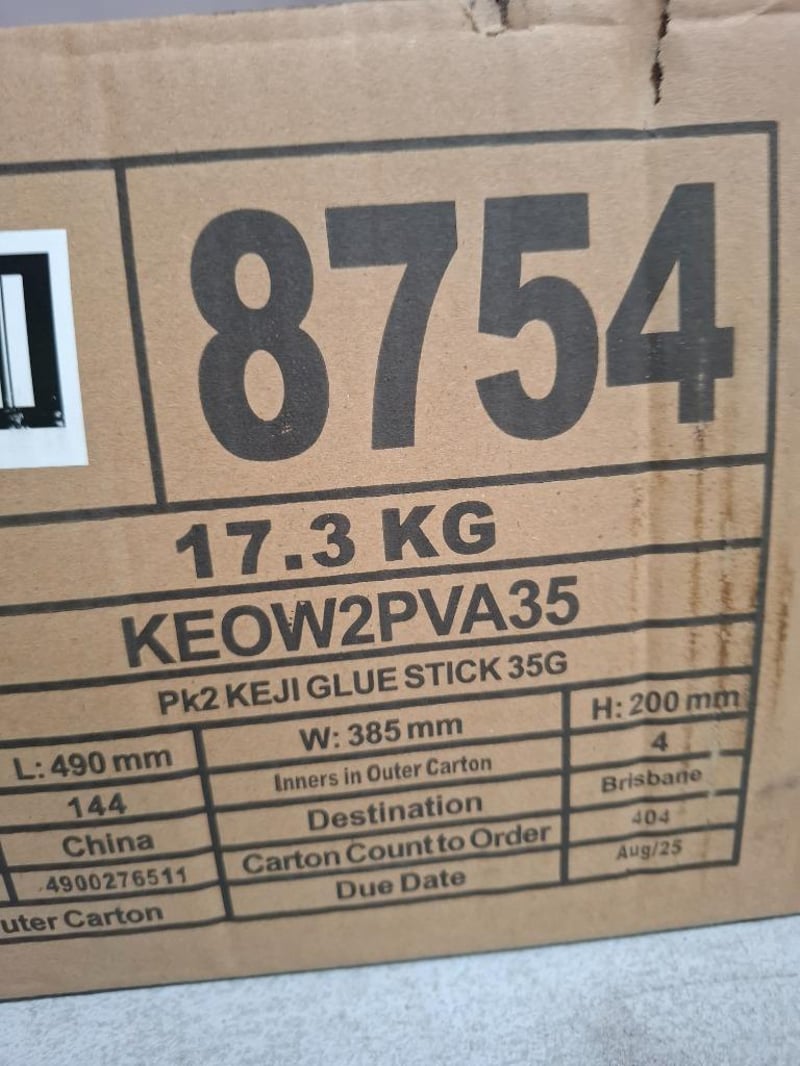 8754
17.3 KG
KEOW2PVA35
Pk2 KEJI GLUE STICK 35G
L: 490 mm W: 385 mm H: 200 mm
144 Inners in Outer Carton 4
China Destination Brisbane
4900276511 Carton Count to Order 404
uter Carton Due Date Aug/25